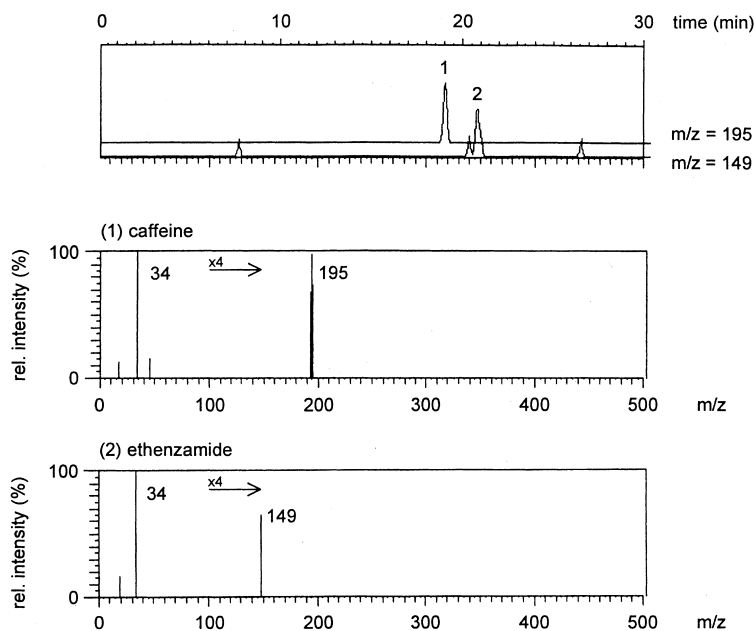 0 10 20 30 time (min)
1
2
m/z = 195
m/z = 149
(1) caffeine
rel. intensity (%)
100
34
x4
195
0
0 100 200 300 400 500 m/z
(2) ethenzamide
rel. intensity (%)
100
34
x4
149
0
0 100 200 300 400 500 m/z